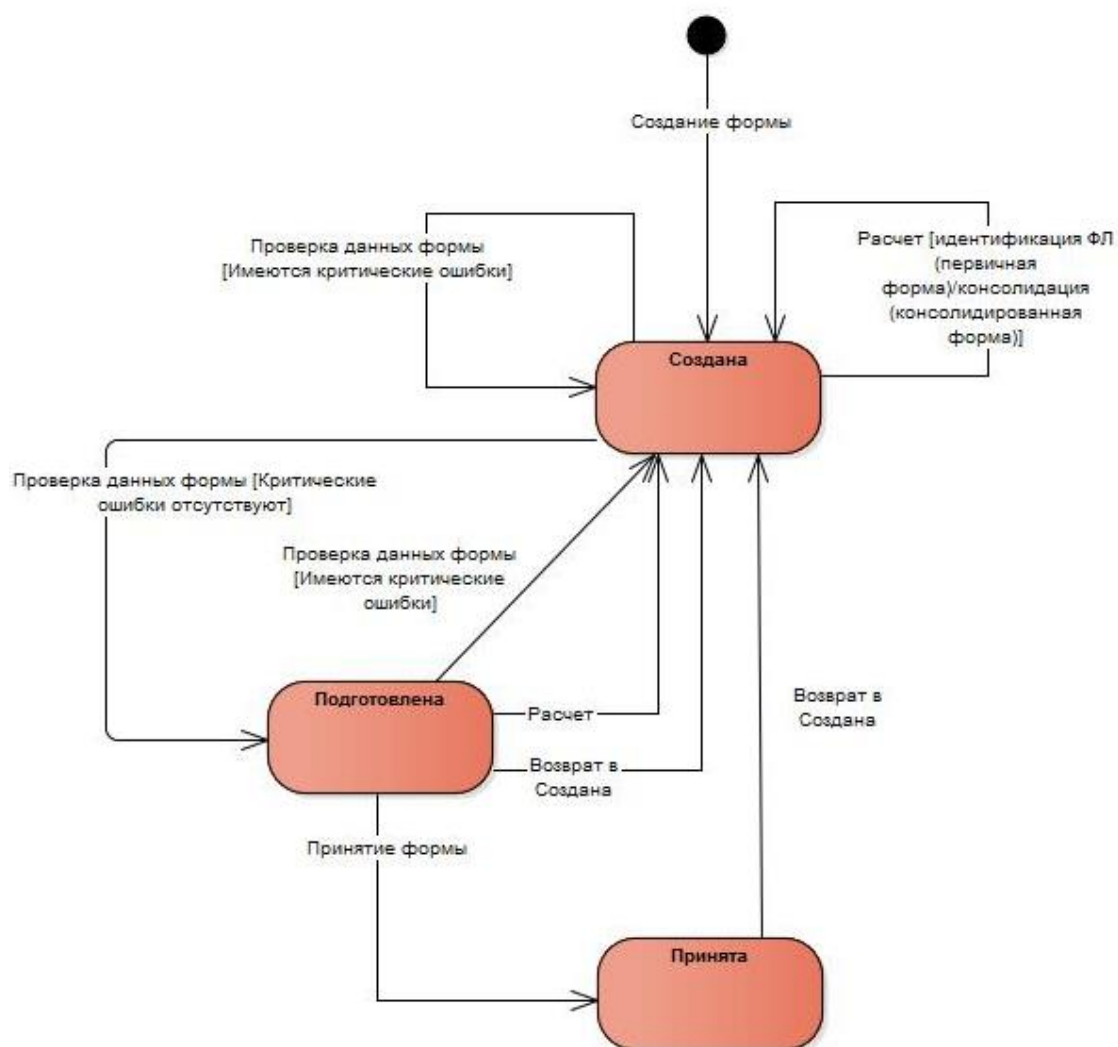 Создание формы
Проверка данных формы
[Имеются критические ошибки]
Расчет [идентификация ФЛ
(первичная
форма)/консолидация
(консолидированная
форма)]
Создана
Проверка данных формы [Критические
ошибки отсутствуют]
Проверка данных формы
[Имеются критические
ошибки]
Подготовлена
Расчет
Возврат в
Создана
Возврат в
Создана
Принятие формы
Принята